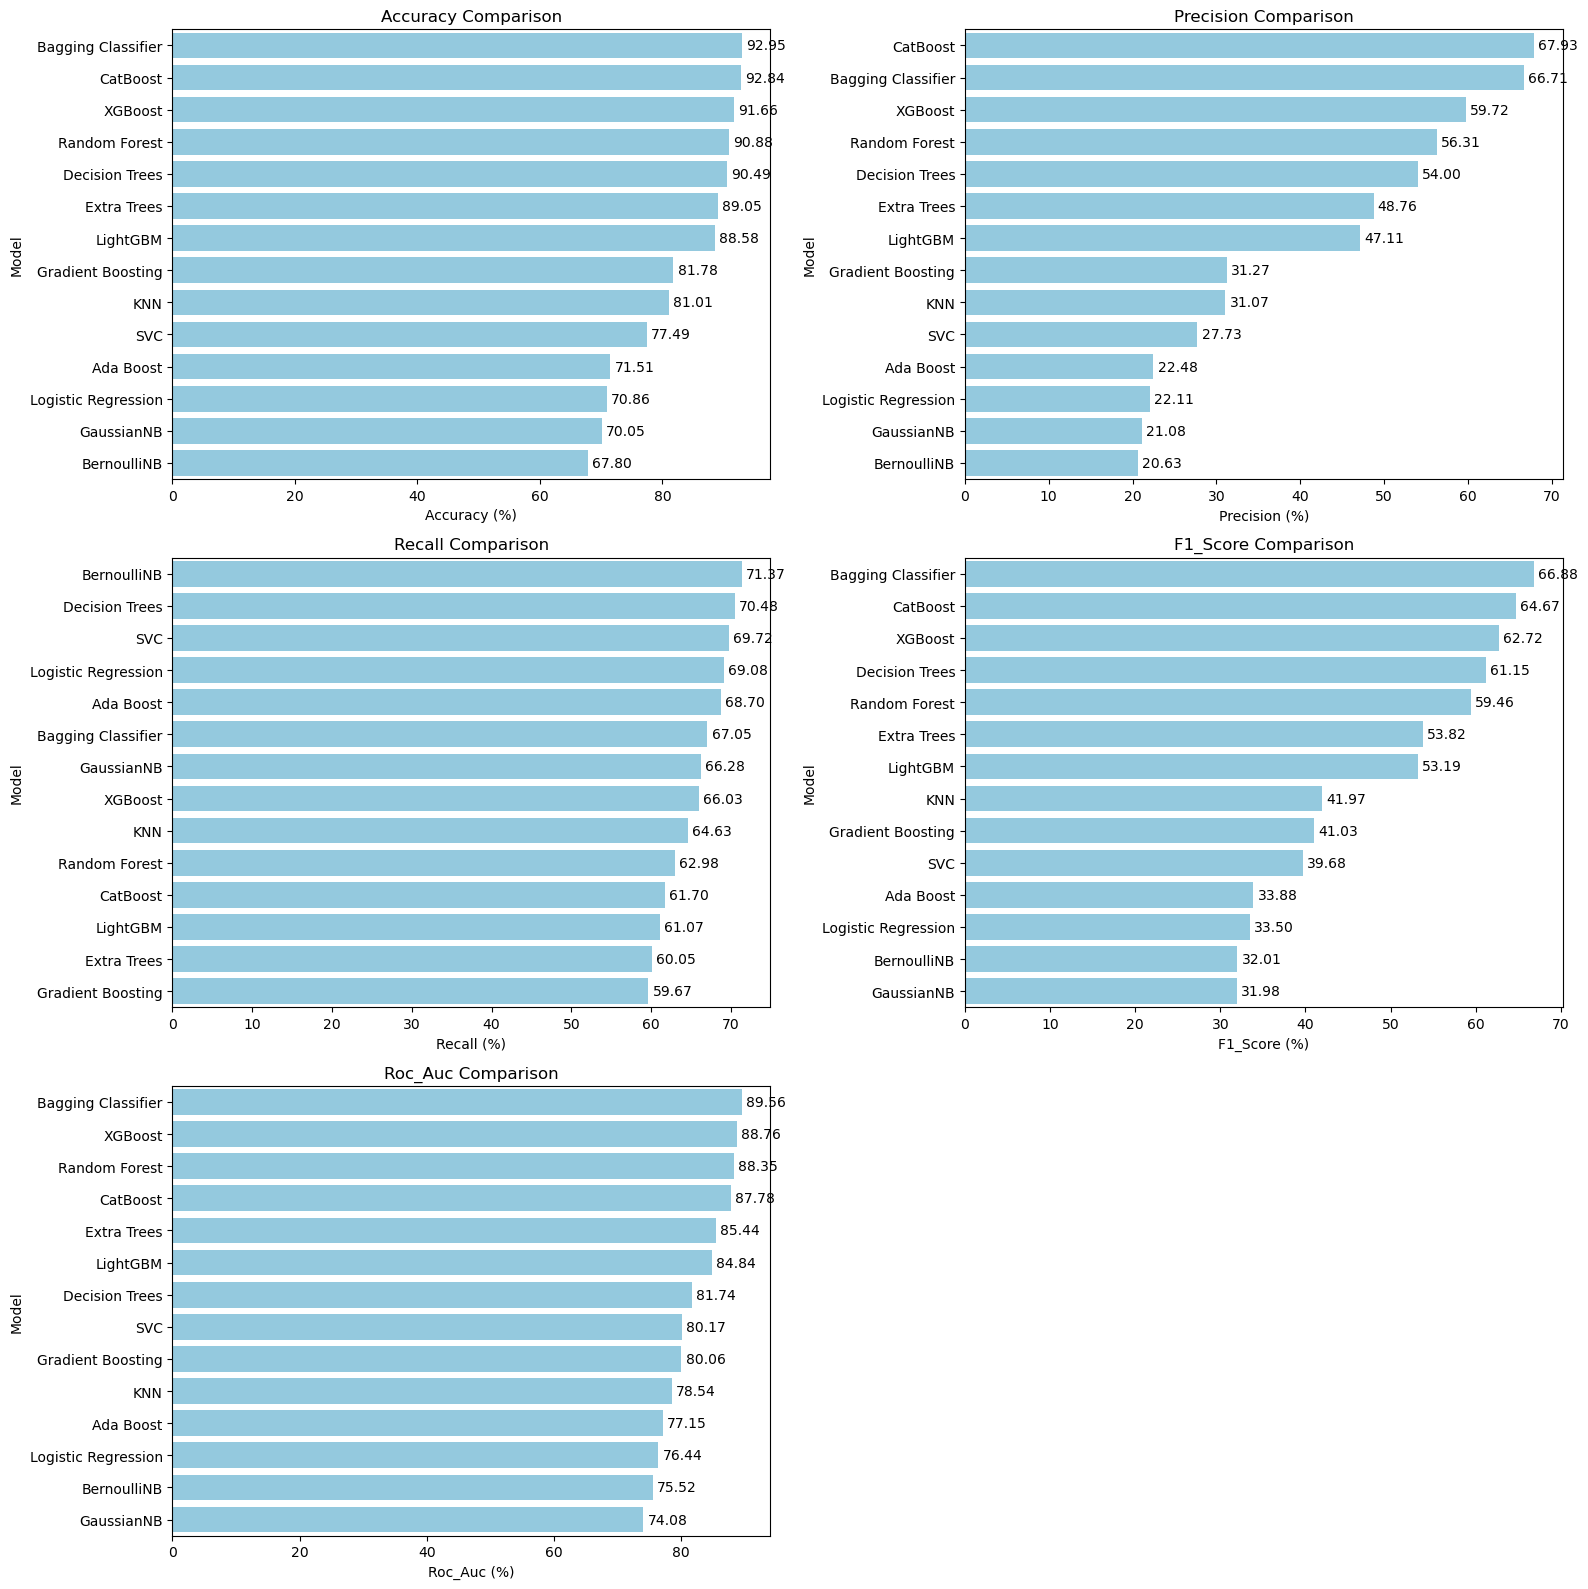 Accuracy Comparison
Model
Bagging Classifier 92.95
CatBoost 92.84
XGBoost 91.66
Random Forest 90.88
Decision Trees 90.49
Extra Trees 89.05
LightGBM 88.58
Gradient Boosting 81.78
KNN 81.01
SVC 77.49
Ada Boost 71.51
Logistic Regression 70.86
GaussianNB 70.05
BernoulliNB 67.80
0 20 40 60 80
Accuracy (%)
Precision Comparison
Model
CatBoost 67.93
Bagging Classifier 66.71
XGBoost 59.72
Random Forest 56.31
Decision Trees 54.00
Extra Trees 48.76
LightGBM 47.11
Gradient Boosting 31.27
KNN 31.07
SVC 27.73
Ada Boost 22.48
Logistic Regression 22.11
GaussianNB 21.08
BernoulliNB 20.63
0 10 20 30 40 50 60 70
Precision (%)
Recall Comparison
Model
BernoulliNB 71.37
Decision Trees 70.48
SVC 69.72
Logistic Regression 69.08
Ada Boost 68.70
Bagging Classifier 67.05
GaussianNB 66.28
XGBoost 66.03
KNN 64.63
Random Forest 62.98
CatBoost 61.70
LightGBM 61.07
Extra Trees 60.05
Gradient Boosting 59.67
0 10 20 30 40 50 60 70
Recall (%)
F1_Score Comparison
Model
Bagging Classifier 66.88
CatBoost 64.67
XGBoost 62.72
Decision Trees 61.15
Random Forest 59.46
Extra Trees 53.82
LightGBM 53.19
KNN 41.97
Gradient Boosting 41.03
SVC 39.68
Ada Boost 33.88
Logistic Regression 33.50
BernoulliNB 32.01
GaussianNB 31.98
0 10 20 30 40 50 60 70
F1_Score (%)
Roc_Auc Comparison
Model
Bagging Classifier 89.56
XGBoost 88.76
Random Forest 88.35
CatBoost 87.78
Extra Trees 85.44
LightGBM 84.84
Decision Trees 81.74
SVC 80.17
Gradient Boosting 80.06
KNN 78.54
Ada Boost 77.15
Logistic Regression 76.44
BernoulliNB 75.52
GaussianNB 74.08
0 20 40 60 80
Roc_Auc (%)